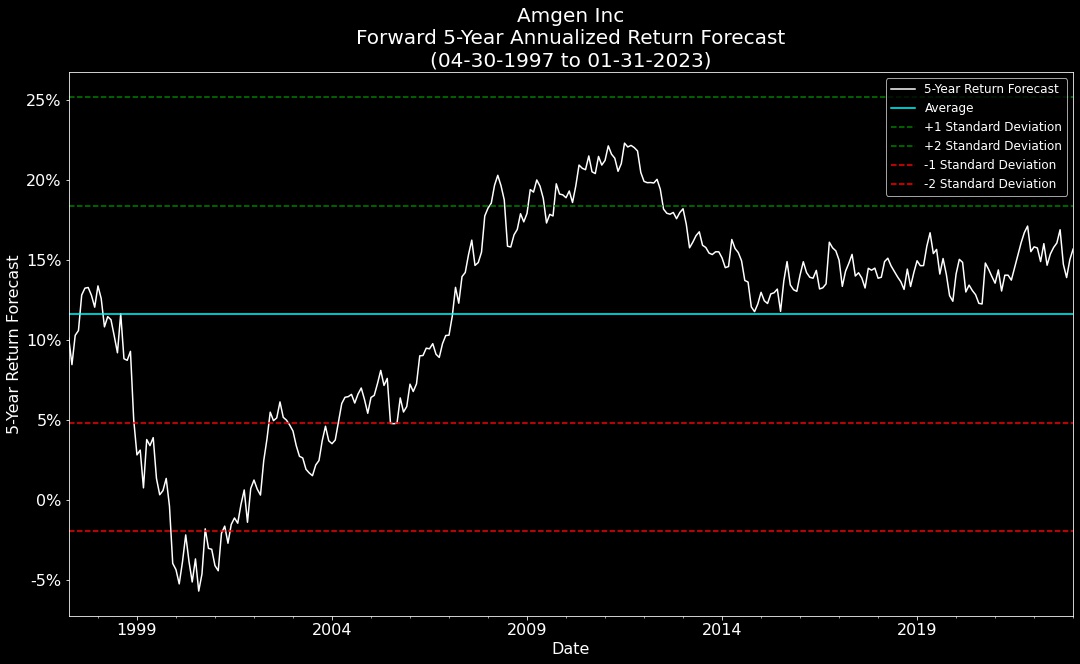 Amgen Inc
Forward 5-Year Annualized Return Forecast
(04-30-1997 to 01-31-2023)
5-Year Return Forecast
Average
+1 Standard Deviation
+2 Standard Deviation
-1 Standard Deviation
-2 Standard Deviation
5-Year Return Forecast
25%
20%
15%
10%
5%
0%
-5%
1999 2004 2009 2014 2019
Date